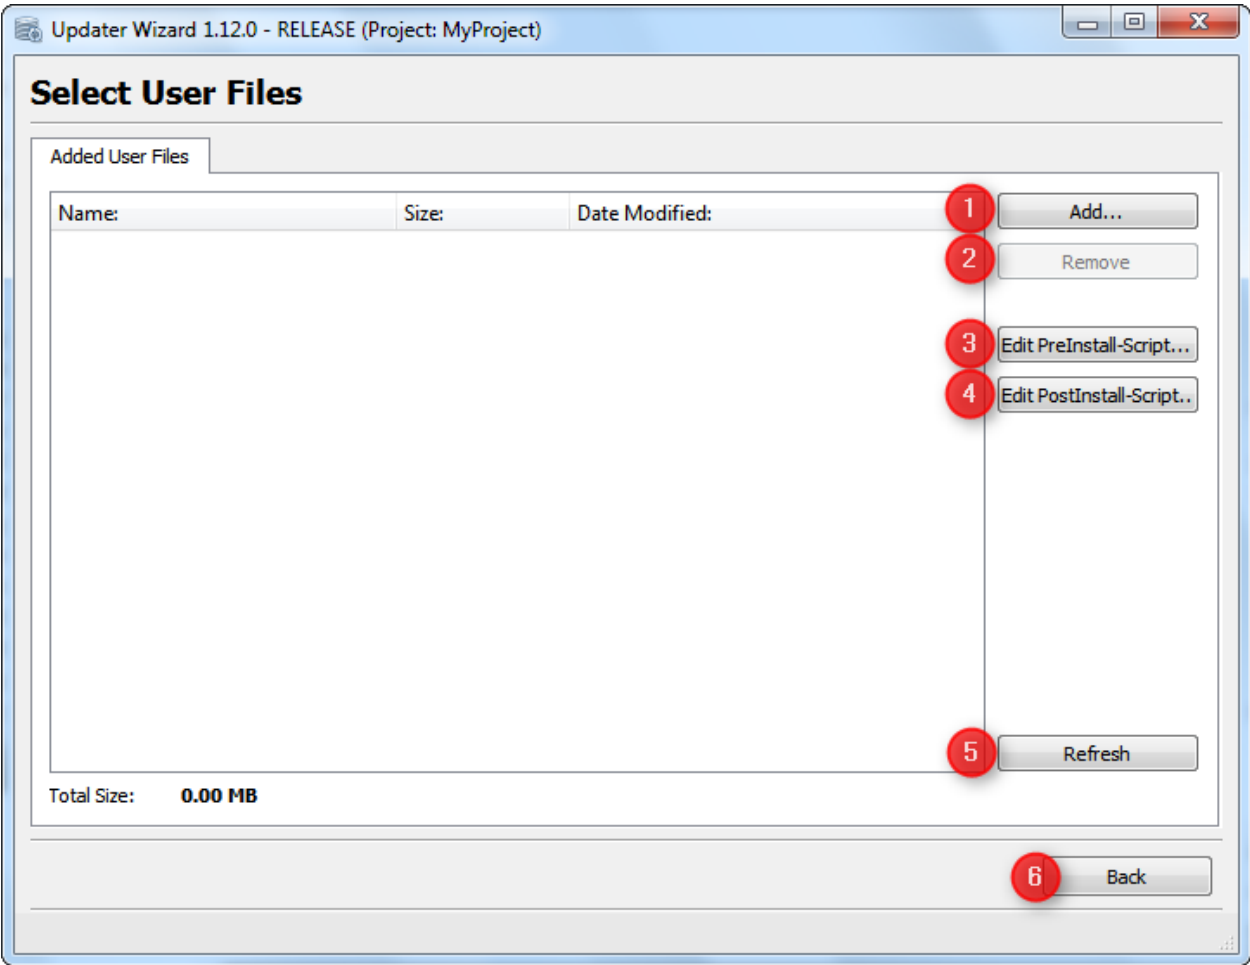 Updater Wizard 1.12.0 - RELEASE (Project: MyProject)
Select User Files
Added User Files
Name: Size: Date Modified:
1 Add...
2 Remove
3 Edit PreInstall-Script...
4 Edit PostInstall-Script..
5 Refresh
Total Size: 0.00 MB
6 Back